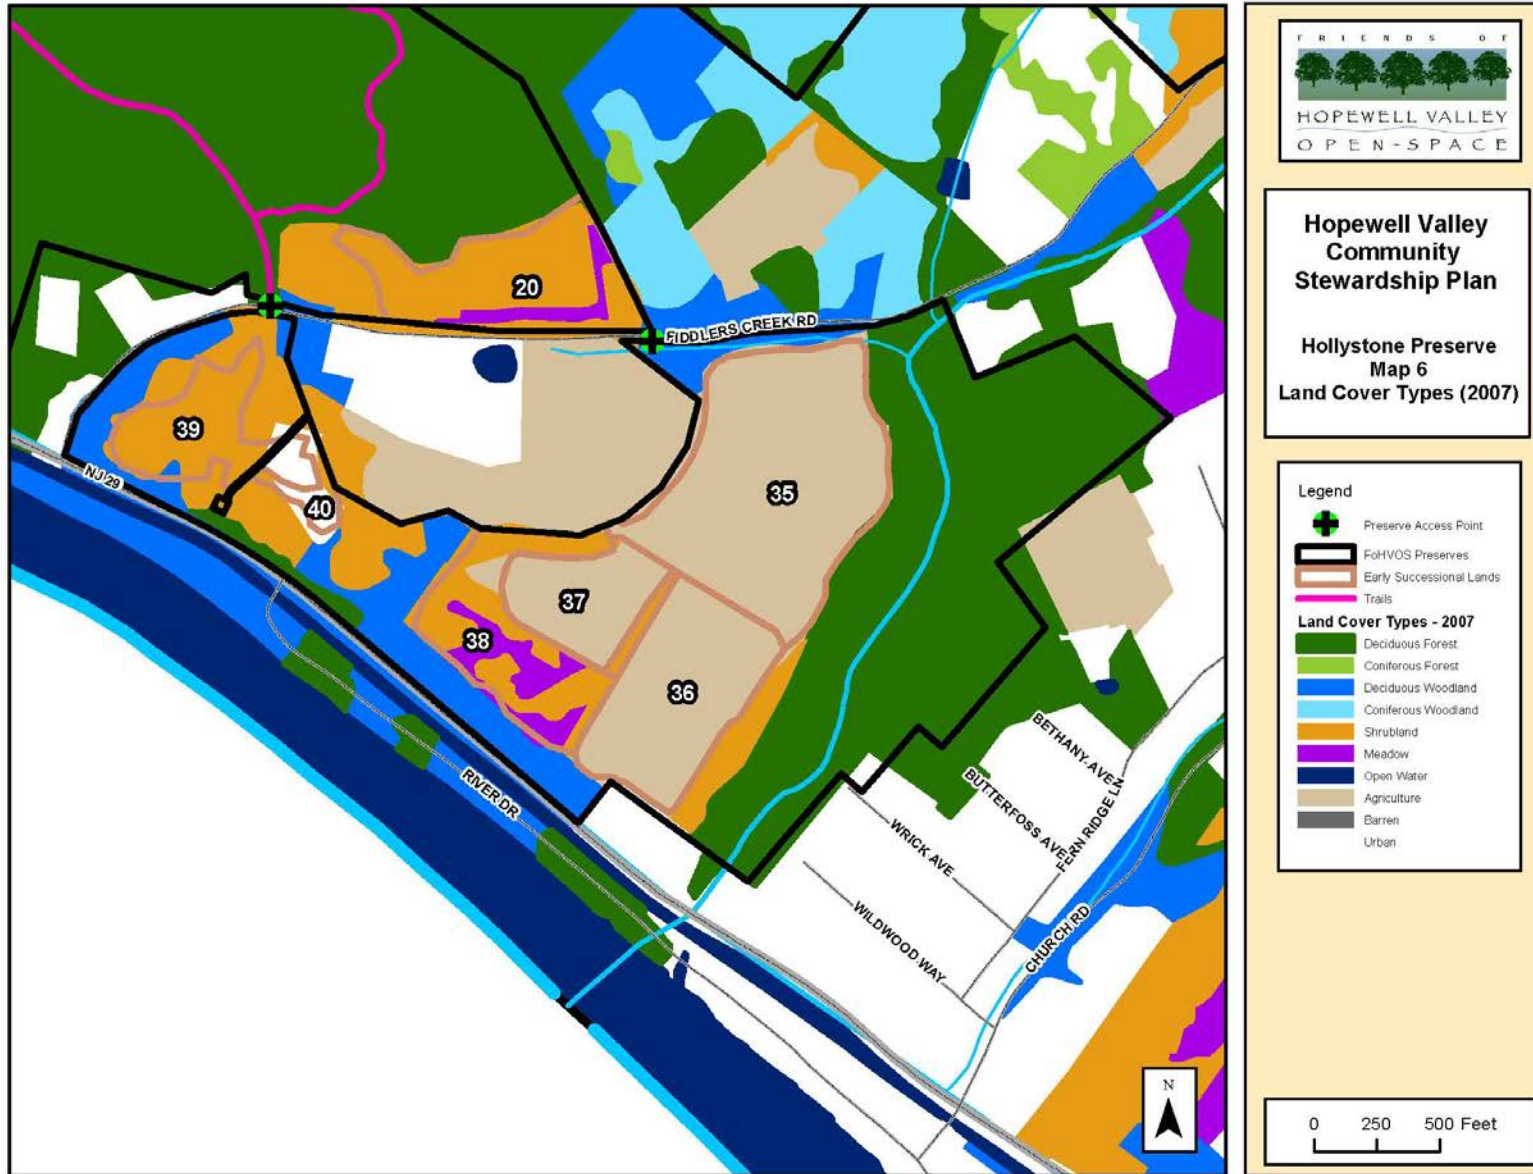 20
FIDDLERS CREEK RD
39
NJ 29
40
35
37
38
36
RIVER DR
BETHANY AVE
BUTTERFOSS AVE
FERN RIDGE LN
WRICK AVE
WILDWOOD WAY
CHURCH RD
N
FRIENDS OF
HOPEWELL VALLEY
OPEN-SPACE
Hopewell Valley
Community
Stewardship Plan
Hollystone Preserve
Map 6
Land Cover Types (2007)
Legend
Preserve Access Point
FoHVOS Preserves
Early Successional Lands
Trails
Land Cover Types - 2007
Deciduous Forest
Coniferous Forest
Deciduous Woodland
Coniferous Woodland
Shrubland
Meadow
Open Water
Agriculture
Barren
Urban
0 250 500 Feet